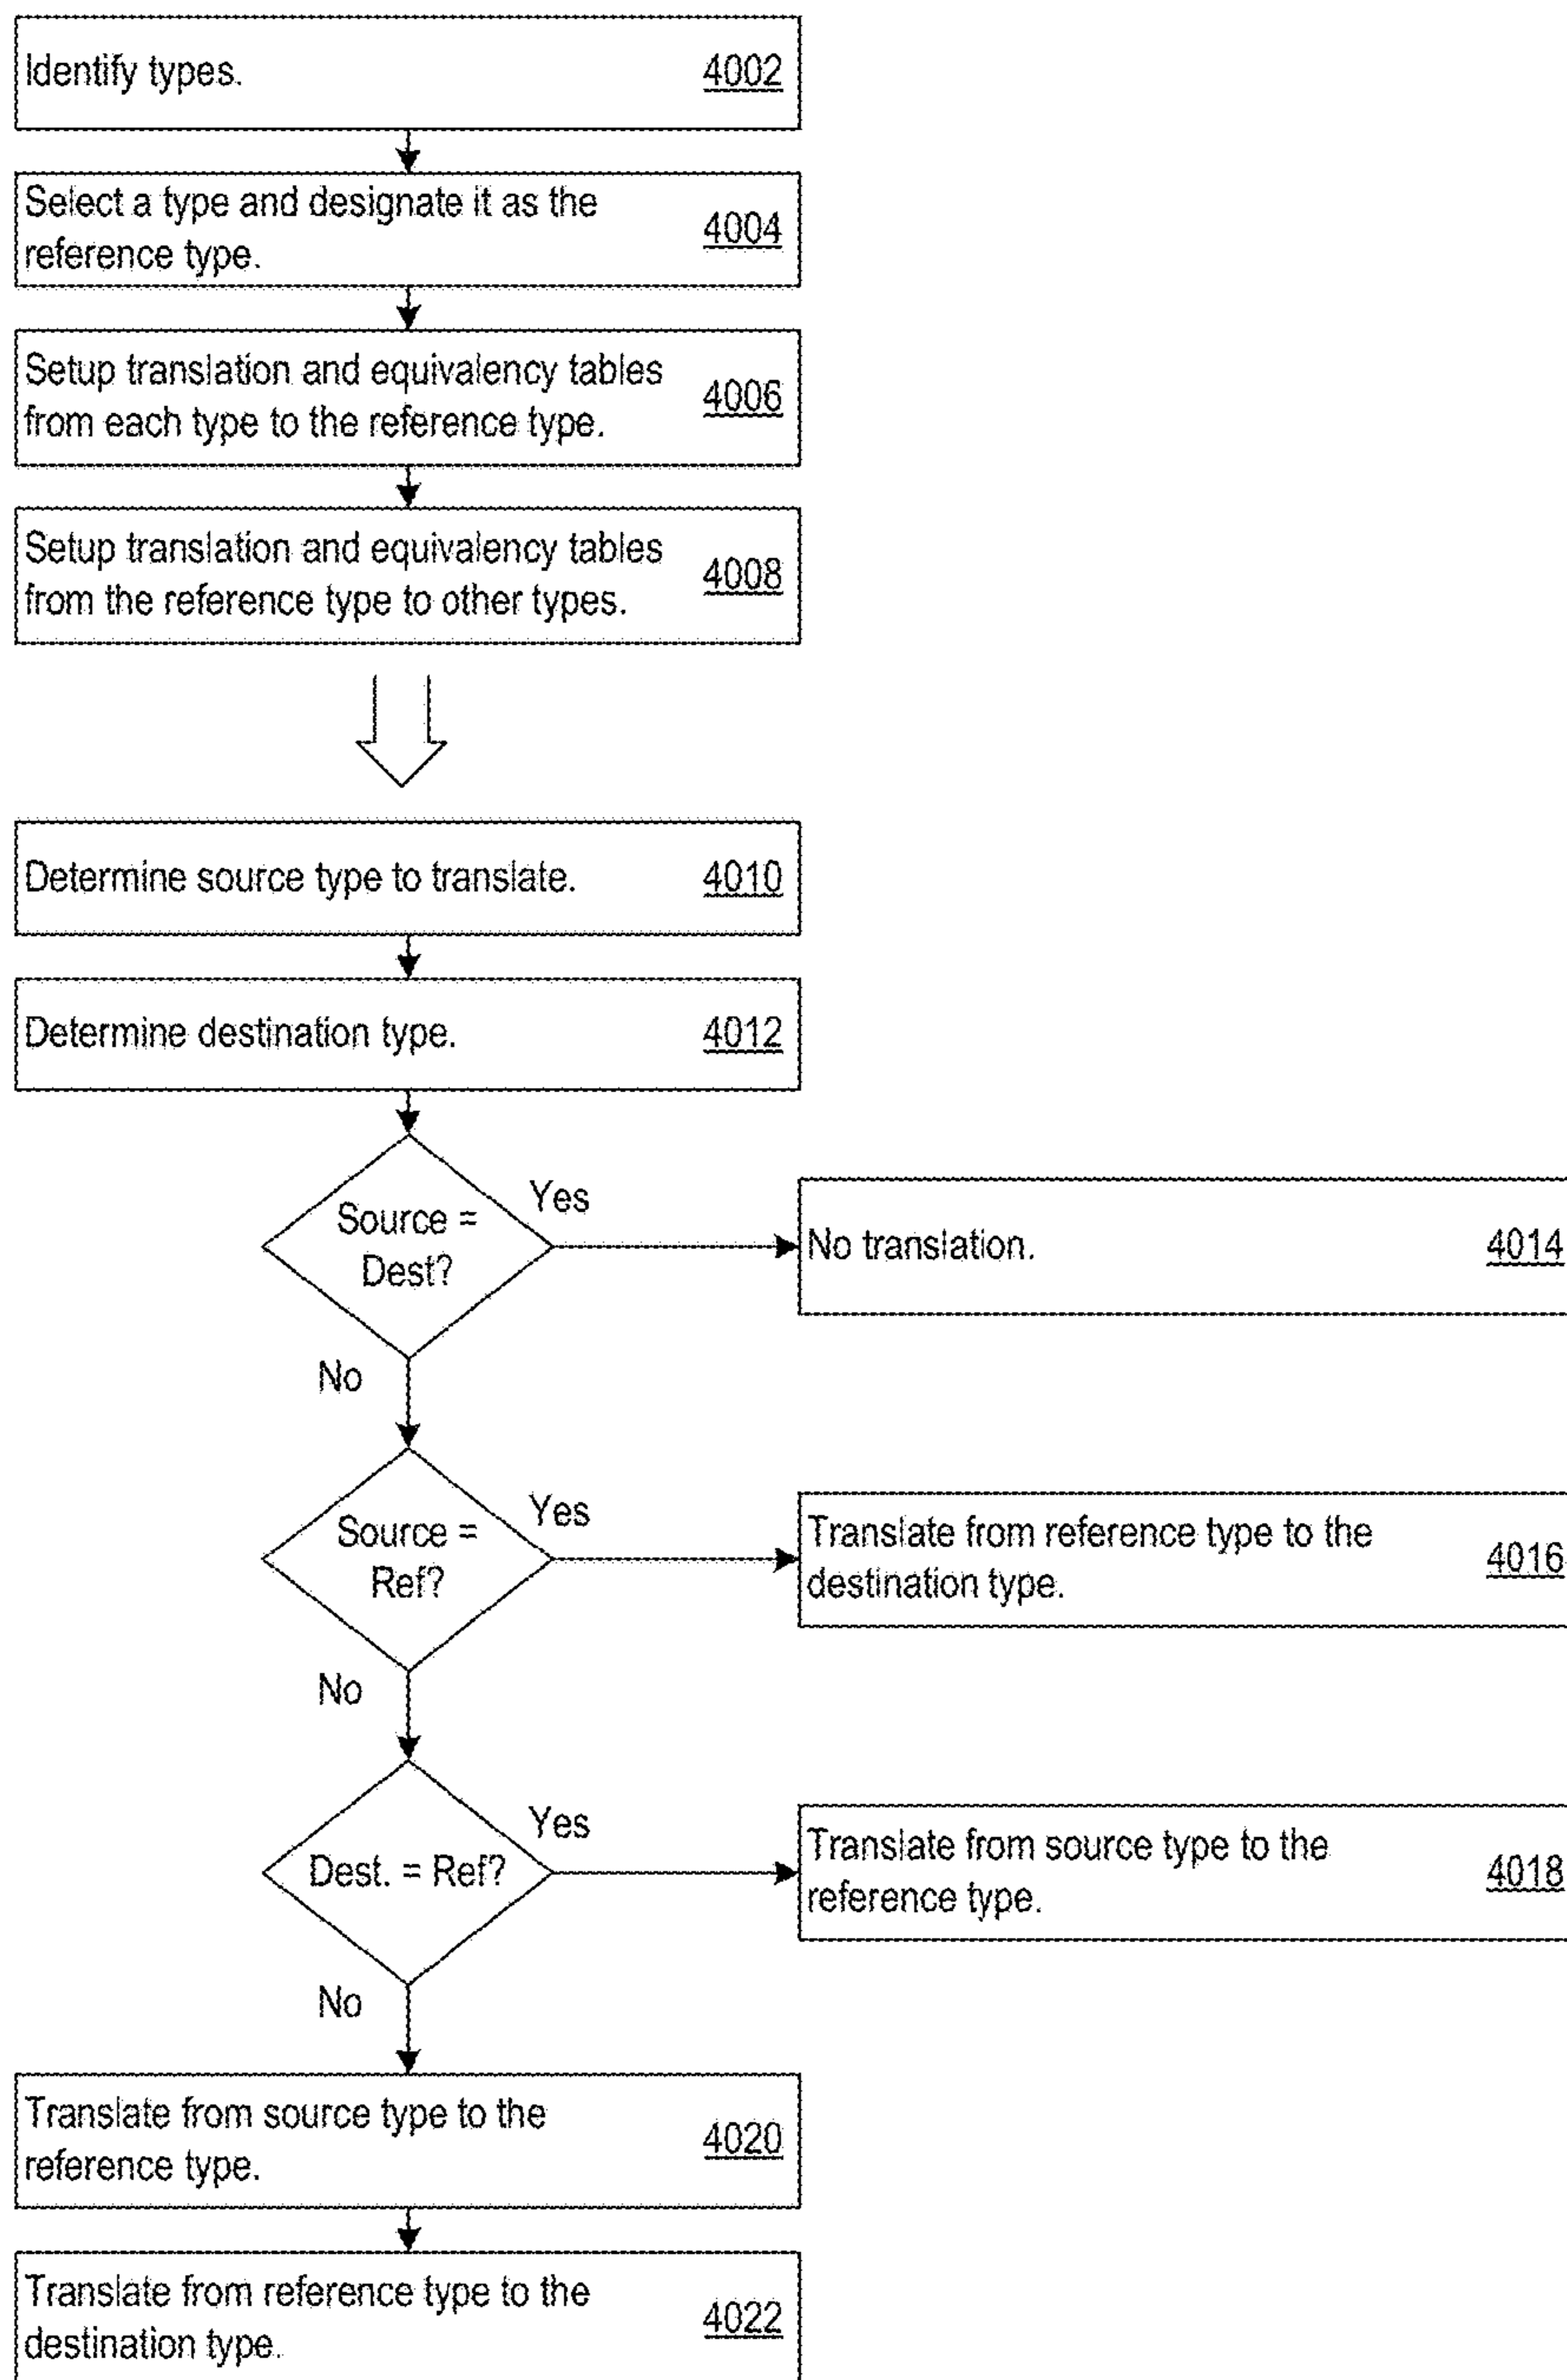 Identify types.
4002
Select a type and designate it as the
reference type.
4004
Setup translation and equivalency tables
from each type to the reference type.
4006
Setup translation and equivalency tables
from the reference type to other types.
4008
Determine source type to translate.
4010
Determine destination type.
4012
Source =
Dest?
Yes
No translation.
4014
No
Source =
Ref?
Yes
Translate from reference type to the
destination type.
4016
No
Dest. = Ref?
Yes
Translate from source type to the
reference type.
4018
No
Translate from source type to the
reference type.
4020
Translate from reference type to the
destination type.
4022